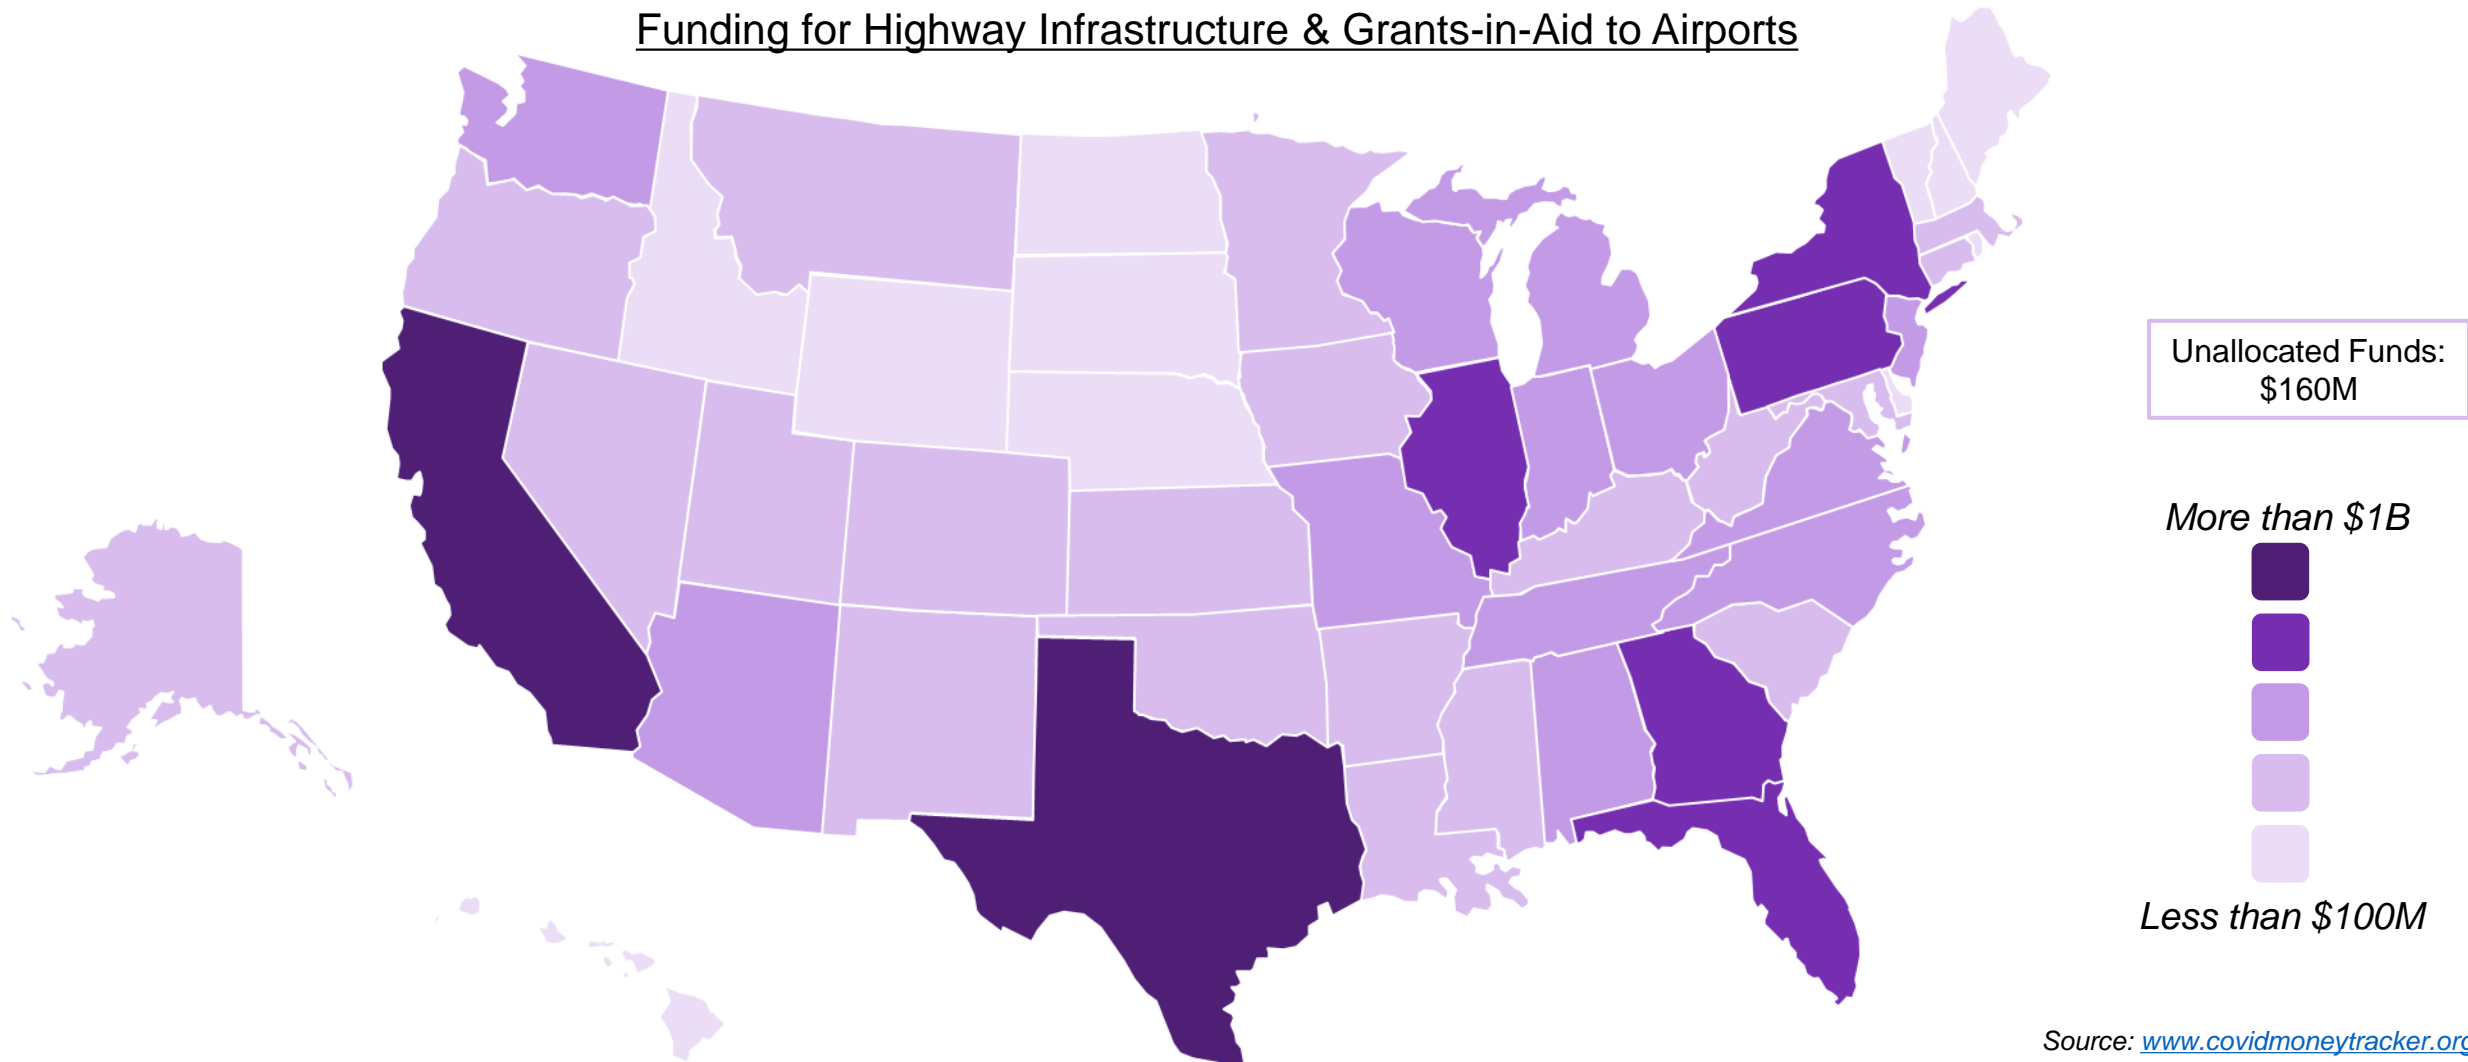 Funding for Highway Infrastructure & Grants-in-Aid to Airports
Unallocated Funds:
$160M
More than $1B
Less than $100M
Source: www.covidmoneytracker.org